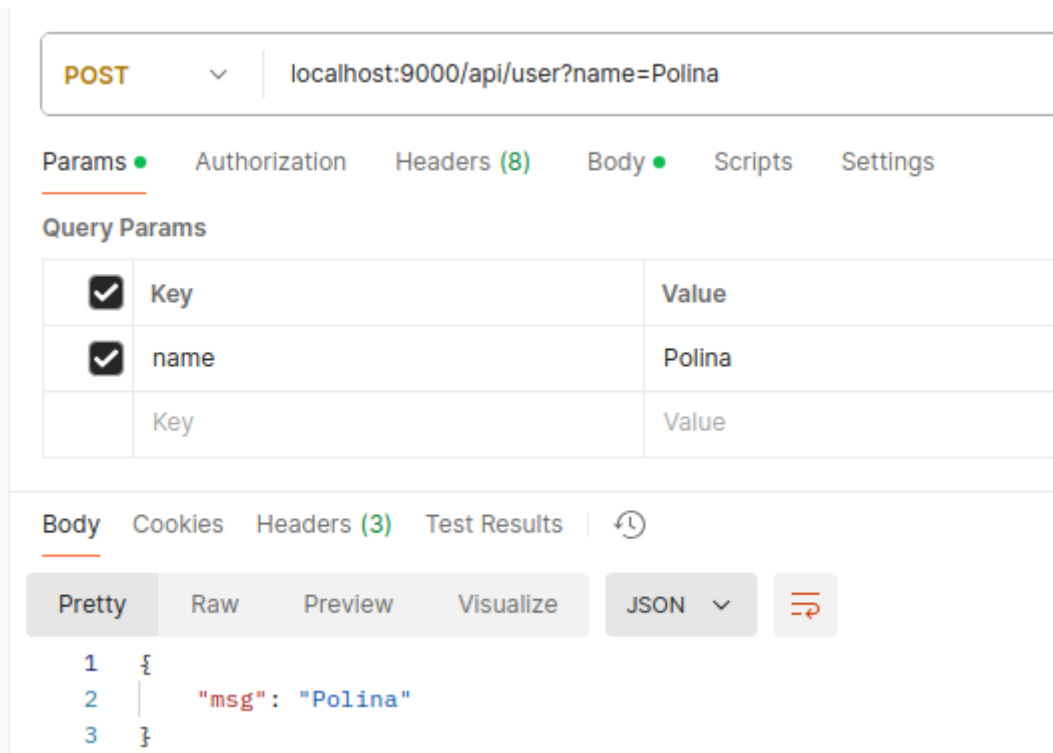 POST localhost:9000/api/user?name=Polina
Params Authorization Headers (8) Body Scripts Settings
Query Params
Key Value
name Polina
Key Value
Body Cookies Headers (3) Test Results
Pretty Raw Preview Visualize JSON
1 {
2 "msg": "Polina"
3 }